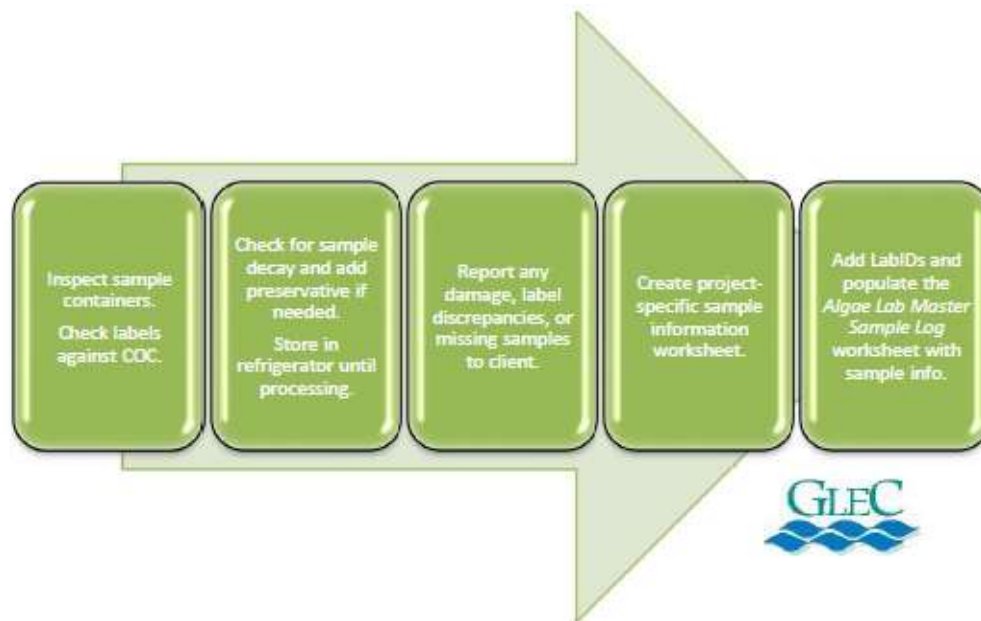 Inspect sample
containers.
Check labels
against COC.
Check for sample
decay and add
preservative if
needed.
Store in
refrigerator until
processing.
Report any
damage, label
discrepancies, or
missing samples
to client.
Create project-
specific sample
information
worksheet.
Add LabIDs and
populate the
Algae Lab Master
Sample Log
worksheet with
sample info.
GLEC